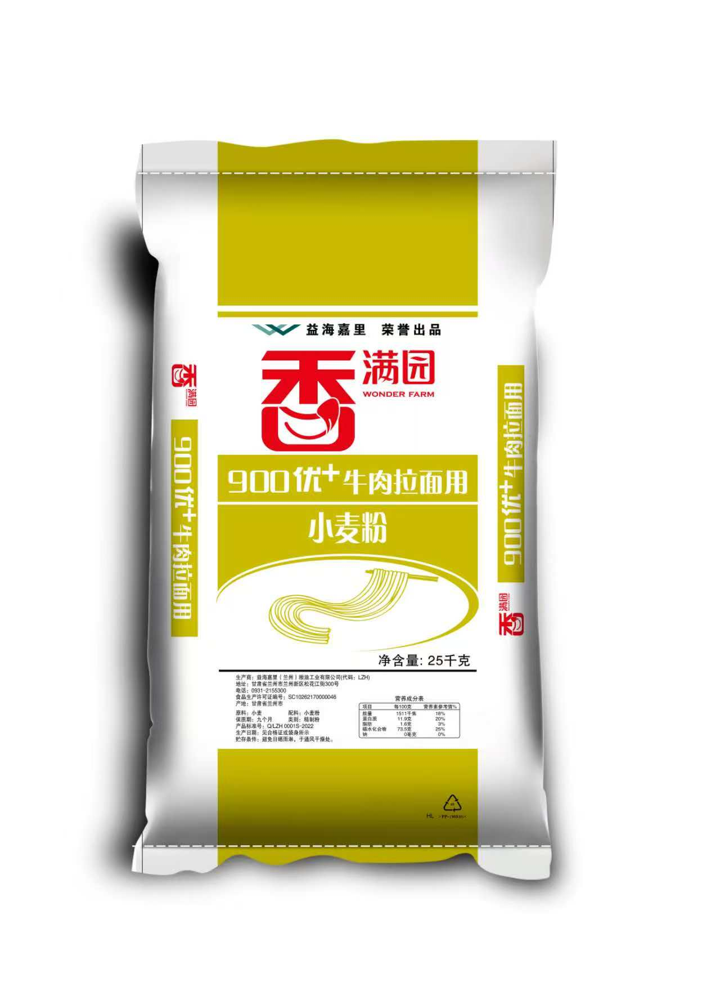 益海嘉里 荣誉出品
香满园
WONDER FARM
900优+牛肉拉面用
小麦粉
净含量: 25千克
生产商：益海嘉里（兰州）粮油工业有限公司(代码：LZH)
地址：甘肃省兰州市兰州新区松花江街300号
电话：0931-2155300
食品生产许可证编号：SC10262170000046
产地：甘肃省兰州市
原料：小麦 配料：小麦粉
保质期：九个月 类别：精制粉
产品标准号：Q/LZH 0001S-2022
生产日期：见合格证或袋身所示
贮存条件：避免日晒雨淋，于通风干燥处。
营养成分表
项目 每100克 营养素参考值%
能量 1511千焦 18%
蛋白质 11.9克 20%
脂肪 1.6克 3%
碳水化合物 73.5克 25%
钠 0毫克 0%
香满园
900优+牛肉拉面用
900优+牛肉拉面用
香满园
HL